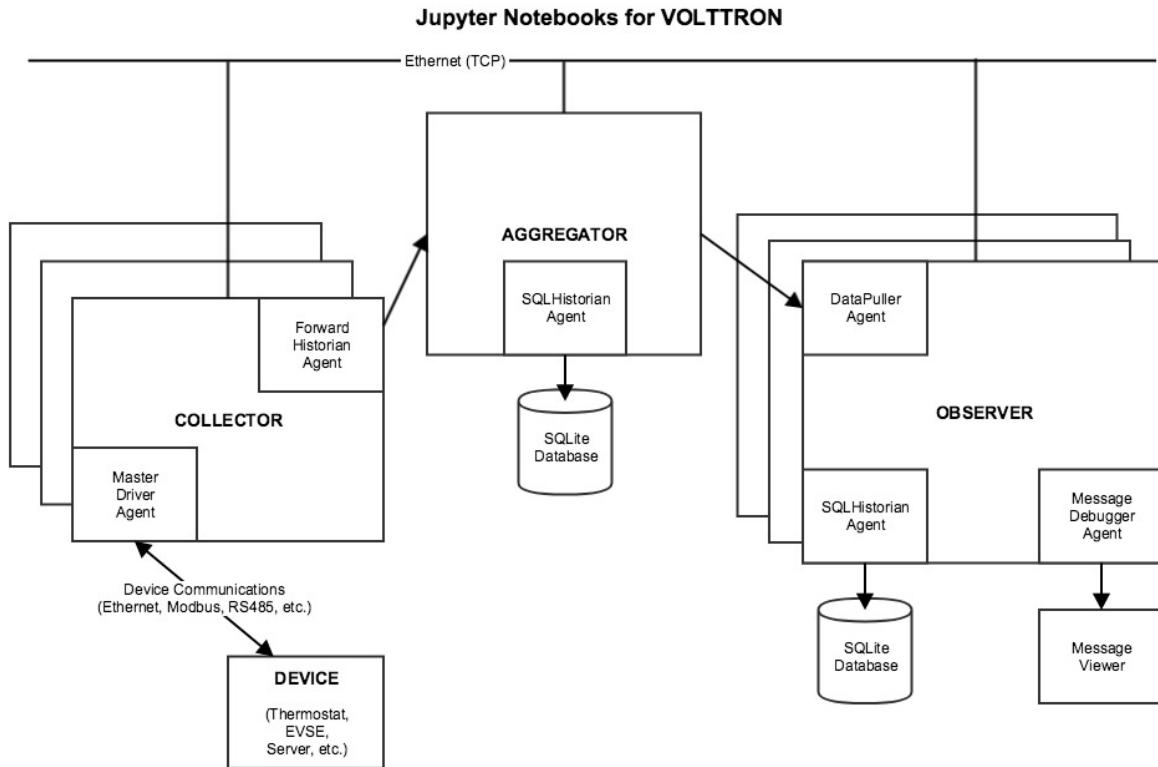 Jupyter Notebooks for VOLTTRON
Ethernet (TCP)
Forward
Historian
Agent
COLLECTOR
Master
Driver
Agent
Device Communications
(Ethernet, Modbus, RS485, etc.)
DEVICE
(Thermostat,
EVSE,
Server, etc.)
AGGREGATOR
SQLHistorian
Agent
SQLite
Database
DataPuller
Agent
OBSERVER
SQLHistorian
Agent
Message
Debugger
Agent
SQLite
Database
Message
Viewer